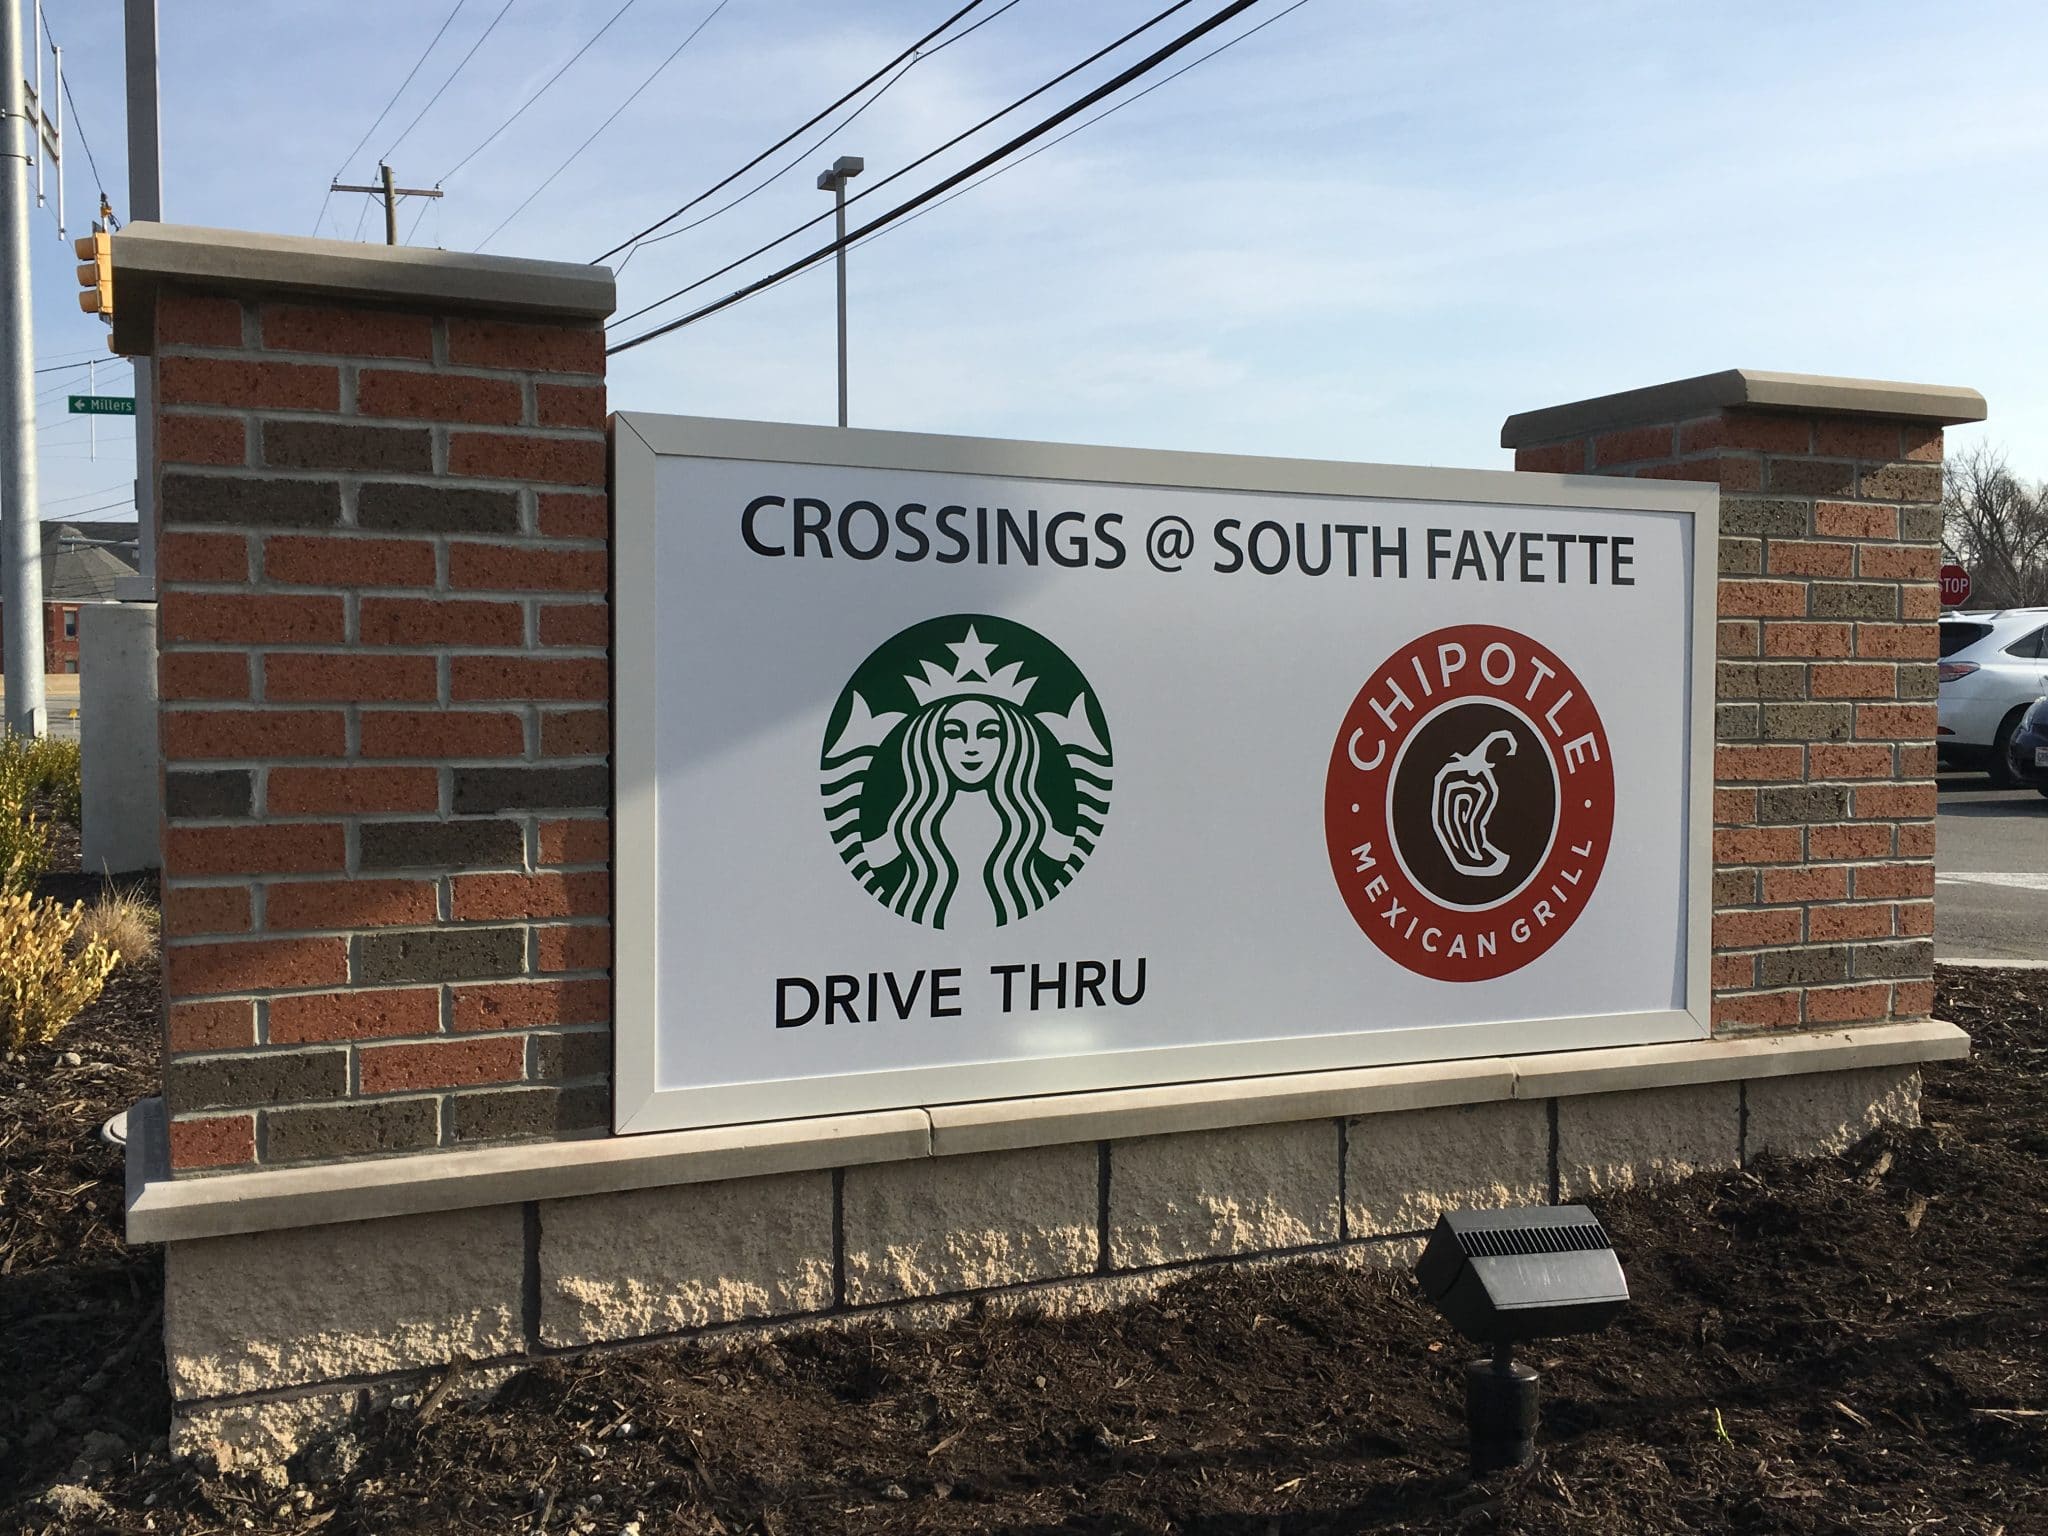 ← Millers
CROSSINGS @ SOUTH FAYETTE
CHIPOTLE
MEXICAN GRILL
DRIVE THRU
STOP